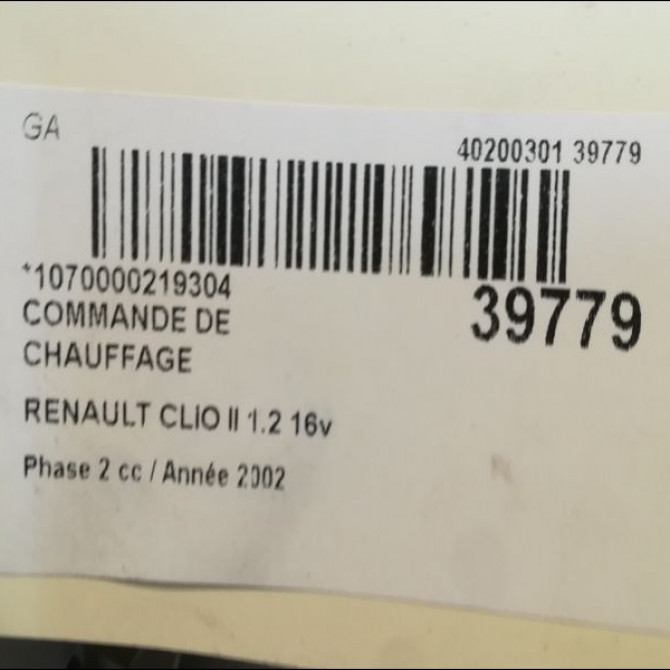 GA
40200301 39779
*1070000219304
39779
COMMANDE DE
CHAUFFAGE
RENAULT CLIO II 1.2 16v
Phase 2 cc / Année 2002